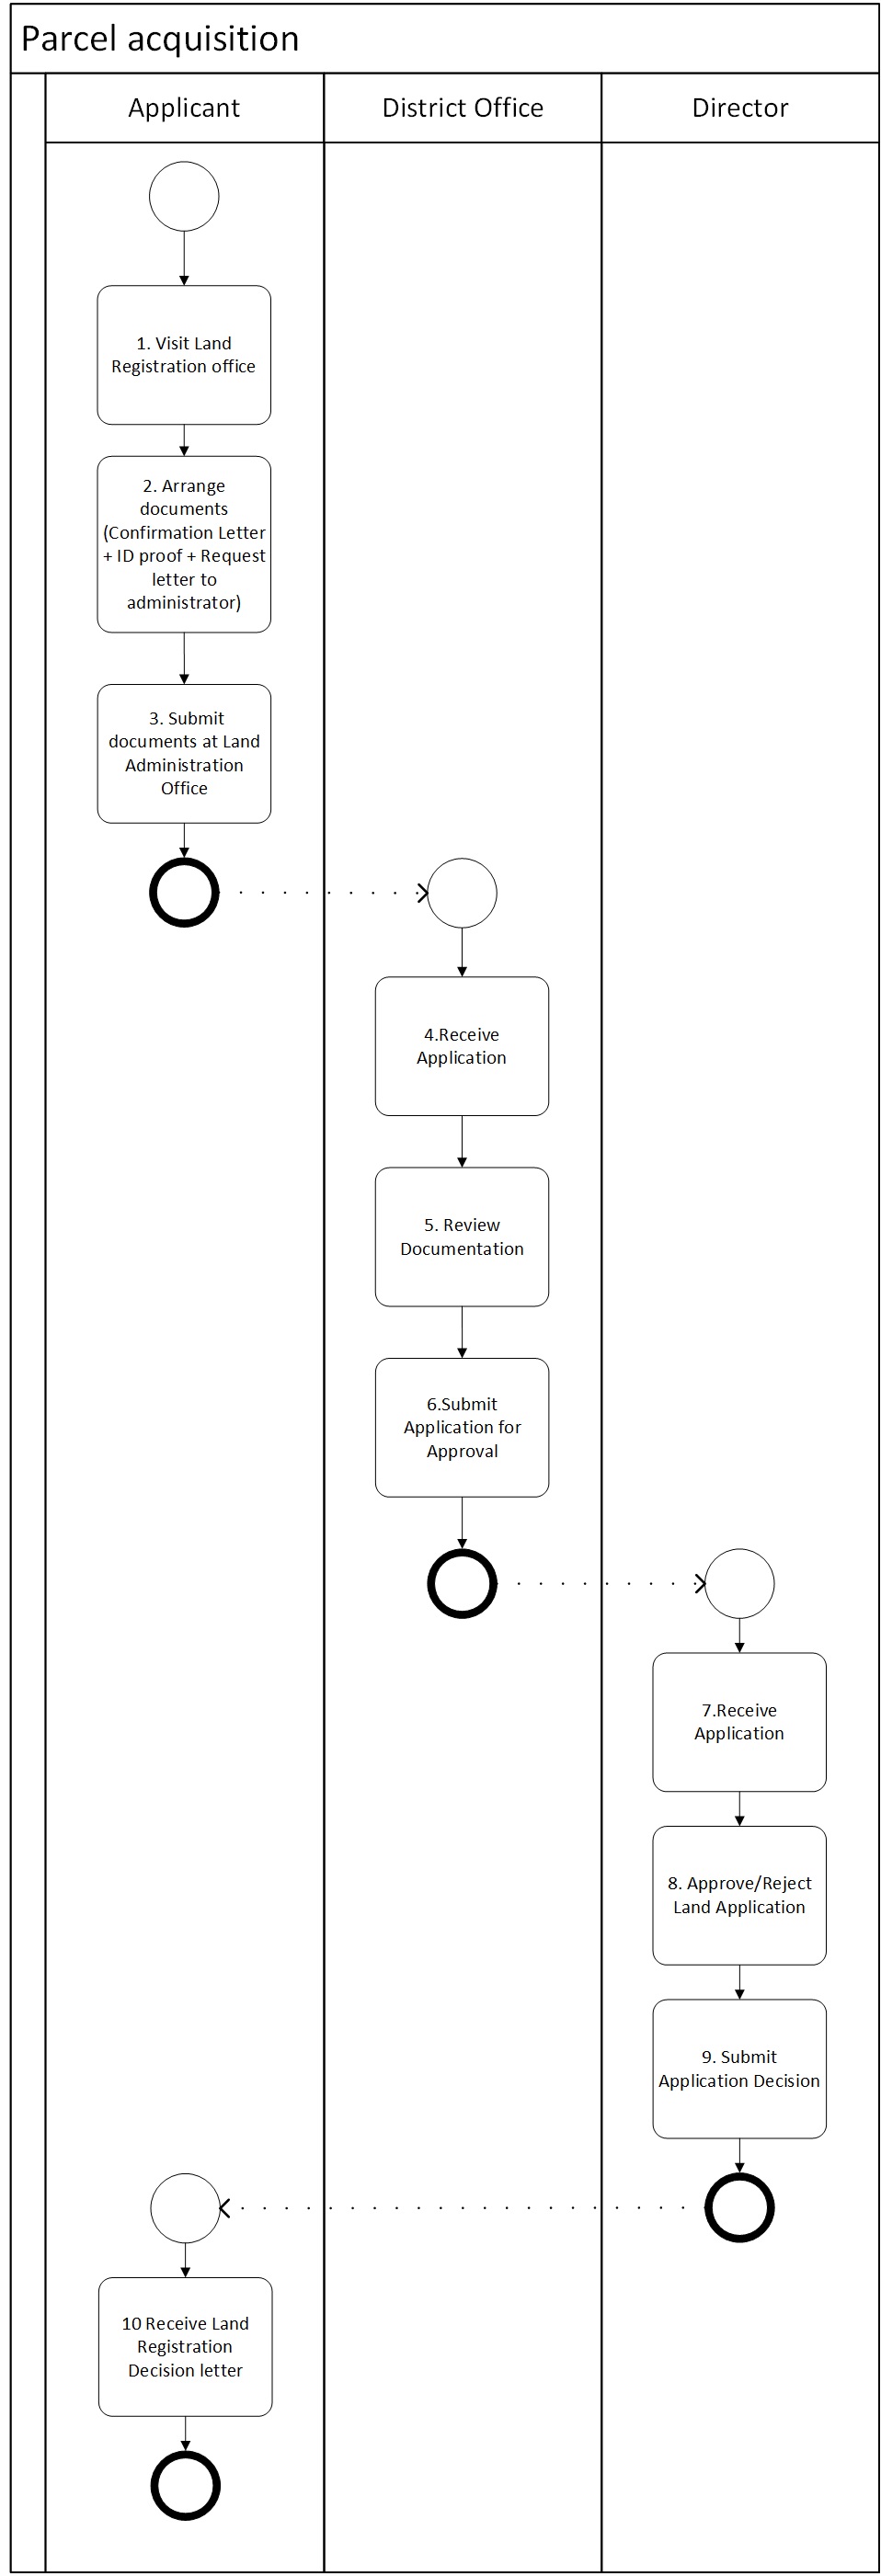 Parcel acquisition
Applicant
District Office
Director
1. Visit Land
Registration office
2. Arrange
documents
(Confirmation Letter
+ ID proof + Request
letter to
administrator)
3. Submit
documents at Land
Administration
Office
4.Receive
Application
5. Review
Documentation
6.Submit
Application for
Approval
7.Receive
Application
8. Approve/Reject
Land Application
9. Submit
Application Decision
10 Receive Land
Registration
Decision letter